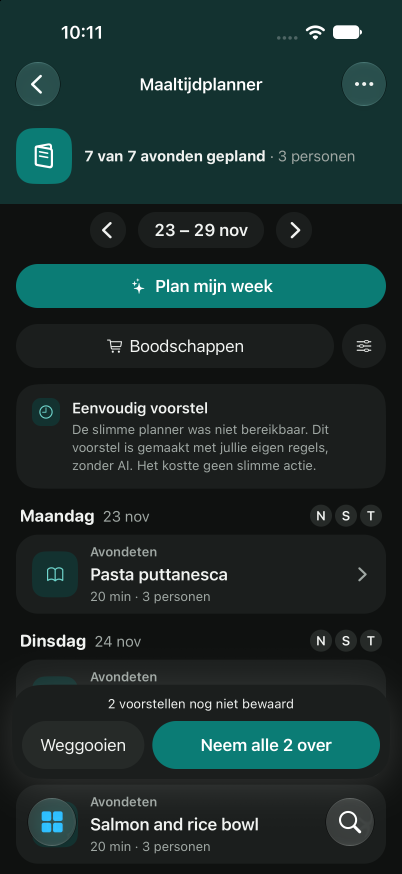 10:11
Maaltijdplanner
7 van 7 avonden gepland · 3 personen
23 – 29 nov
Plan mijn week
Boodschappen
Eenvoudig voorstel
De slimme planner was niet bereikbaar. Dit
voorstel is gemaakt met jullie eigen regels,
zonder AI. Het kostte geen slimme actie.
Maandag 23 nov N S T
Avondeten
Pasta puttanesca
20 min · 3 personen
Dinsdag 24 nov N S T
Avondeten
2 voorstellen nog niet bewaard
Weggooien
Neem alle 2 over
Avondeten
Salmon and rice bowl
20 min · 3 personen